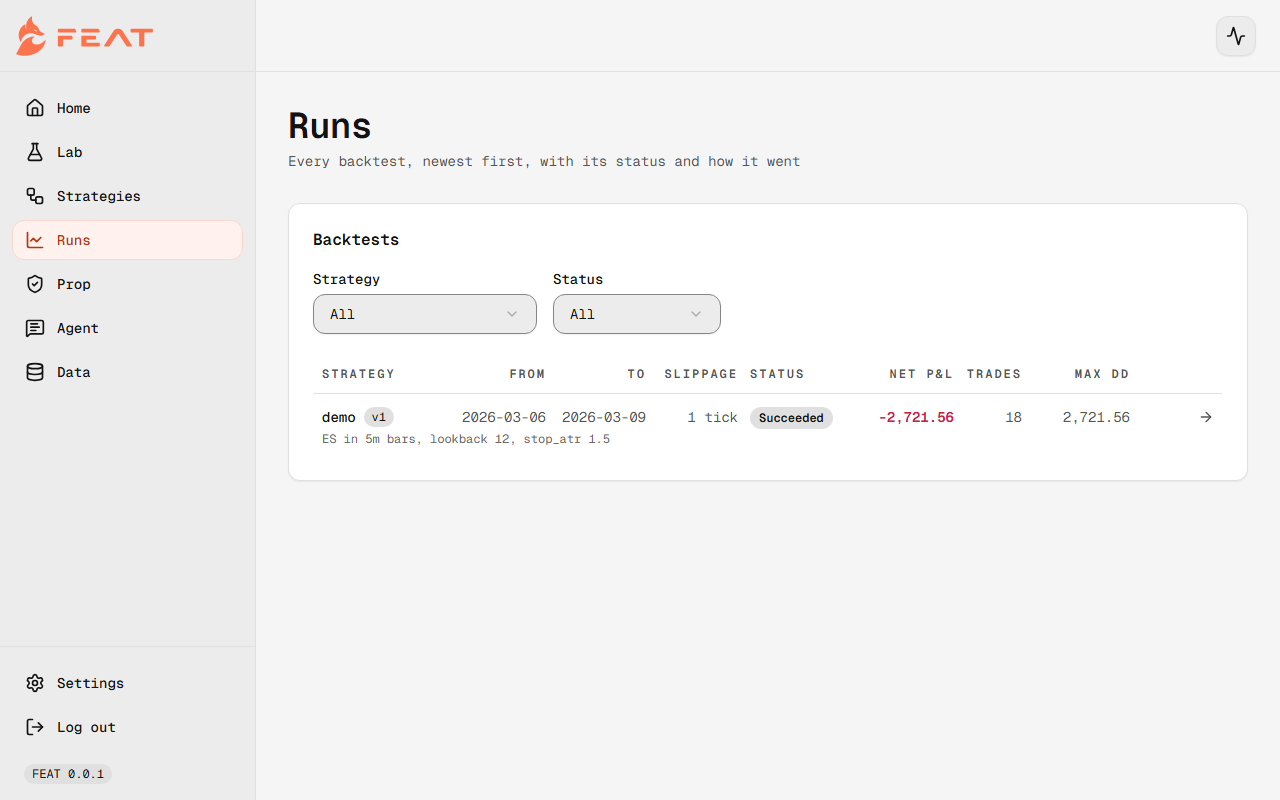 FEAT
Home
Lab
Strategies
Runs
Prop
Agent
Data
Settings
Log out
FEAT 0.0.1
Runs
Every backtest, newest first, with its status and how it went
Backtests
Strategy Status
All All
STRATEGY FROM TO SLIPPAGE STATUS NET P&L TRADES MAX DD
demo v1 2026-03-06 2026-03-09 1 tick Succeeded -2,721.56 18 2,721.56
ES in 5m bars, lookback 12, stop_atr 1.5